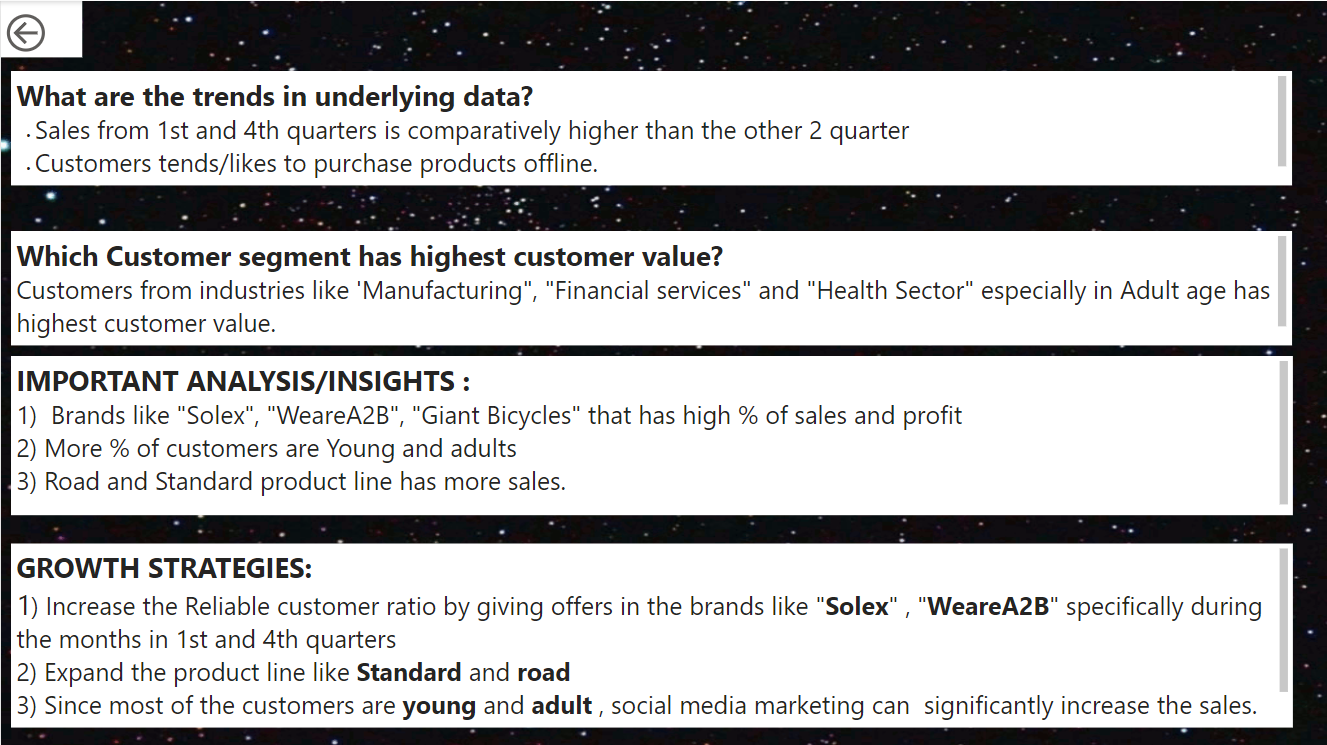 What are the trends in underlying data?
. Sales from 1st and 4th quarters is comparatively higher than the other 2 quarter
. Customers tends/likes to purchase products offline.
Which Customer segment has highest customer value?
Customers from industries like 'Manufacturing", "Financial services" and "Health Sector" especially in Adult age has
highest customer value.
IMPORTANT ANALYSIS/INSIGHTS :
1)  Brands like "Solex", "WeareA2B", "Giant Bicycles" that has high % of sales and profit
2) More % of customers are Young and adults
3) Road and Standard product line has more sales.
GROWTH STRATEGIES:
1) Increase the Reliable customer ratio by giving offers in the brands like "Solex" , "WeareA2B" specifically during
the months in 1st and 4th quarters
2) Expand the product line like Standard and road
3) Since most of the customers are young and adult , social media marketing can  significantly increase the sales.